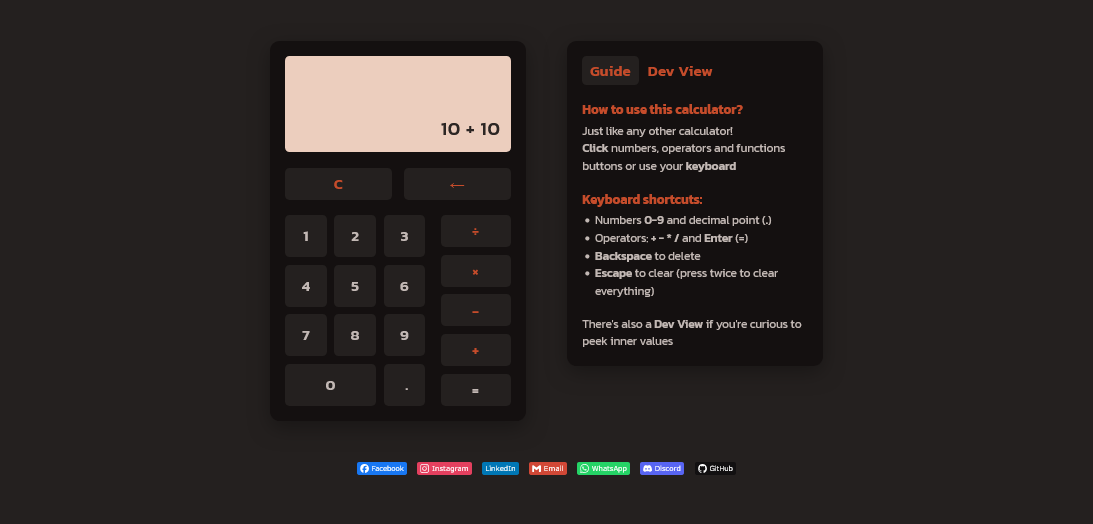 10 + 10
C ←
1 2 3 ÷
4 5 6 ×
7 8 9 −
0 . +
=
Guide Dev View
How to use this calculator?
Just like any other calculator!
Click numbers, operators and functions
buttons or use your keyboard
Keyboard shortcuts:
• Numbers 0-9 and decimal point (.)
• Operators: + - * / and Enter (=)
• Backspace to delete
• Escape to clear (press twice to clear
everything)
There's also a Dev View if you're curious to
peek inner values
Facebook Instagram LinkedIn Email WhatsApp Discord GitHub